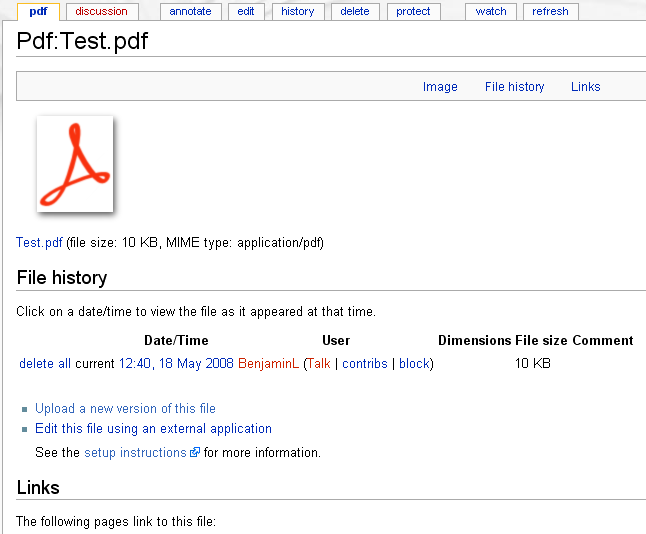 pdf discussion annotate edit history delete protect watch refresh
Pdf:Test.pdf
Image File history Links
Test.pdf (file size: 10 KB, MIME type: application/pdf)
File history
Click on a date/time to view the file as it appeared at that time.
Date/Time User Dimensions File size Comment
delete all current 12:40, 18 May 2008 BenjaminL (Talk | contribs | block) 10 KB
Upload a new version of this file
Edit this file using an external application
See the setup instructions for more information.
Links
The following pages link to this file: